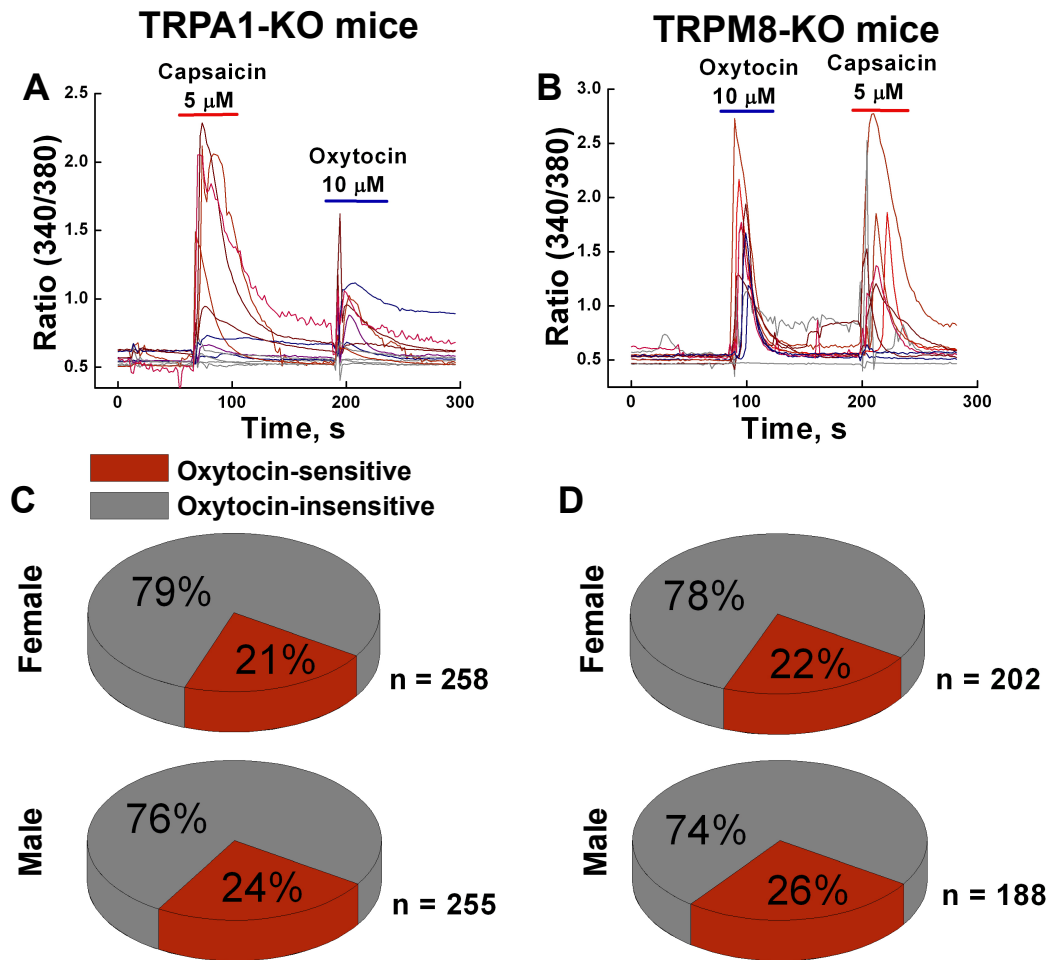 TRPA1-KO mice
TRPM8-KO mice
A
Capsaicin
5 μM
Oxytocin
10 μM
2.5
2.0
1.5
1.0
0.5
Ratio (340/380)
0
100
200
300
Time, s
B
Oxytocin
10 μM
Capsaicin
5 μM
3.0
2.5
2.0
1.5
1.0
0.5
Ratio (340/380)
0
100
200
300
Time, s
Oxytocin-sensitive
Oxytocin-insensitive
C
Female
79%
21%
n = 258
Male
76%
24%
n = 255
D
Female
78%
22%
n = 202
Male
74%
26%
n = 188